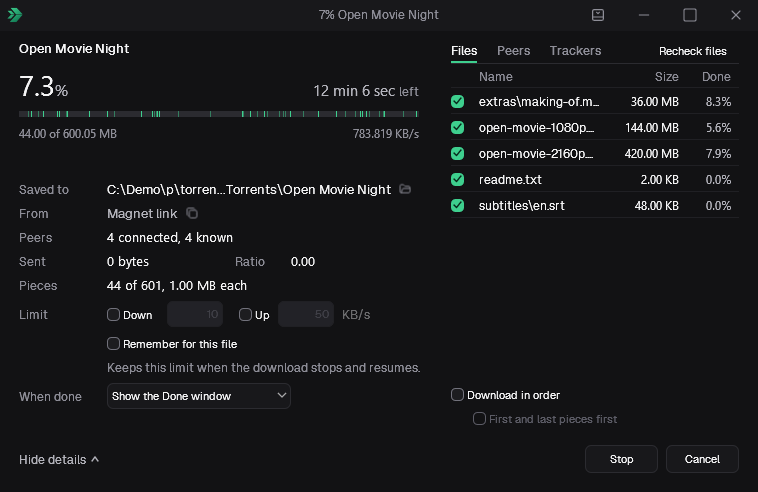 7% Open Movie Night
Open Movie Night
7.3%
12 min 6 sec left
44.00 of 600.05 MB
783.819 KB/s
Saved to C:\Demo\p\torren...Torrents\Open Movie Night
From Magnet link
Peers 4 connected, 4 known
Sent 0 bytes Ratio 0.00
Pieces 44 of 601, 1.00 MB each
Limit Down 10 Up 50 KB/s
Remember for this file
Keeps this limit when the download stops and resumes.
When done Show the Done window
Hide details
Files Peers Trackers Recheck files
Name Size Done
extras\making-of.m... 36.00 MB 8.3%
open-movie-1080p... 144.00 MB 5.6%
open-movie-2160p... 420.00 MB 7.9%
readme.txt 2.00 KB 0.0%
subtitles\en.srt 48.00 KB 0.0%
Download in order
First and last pieces first
Stop Cancel